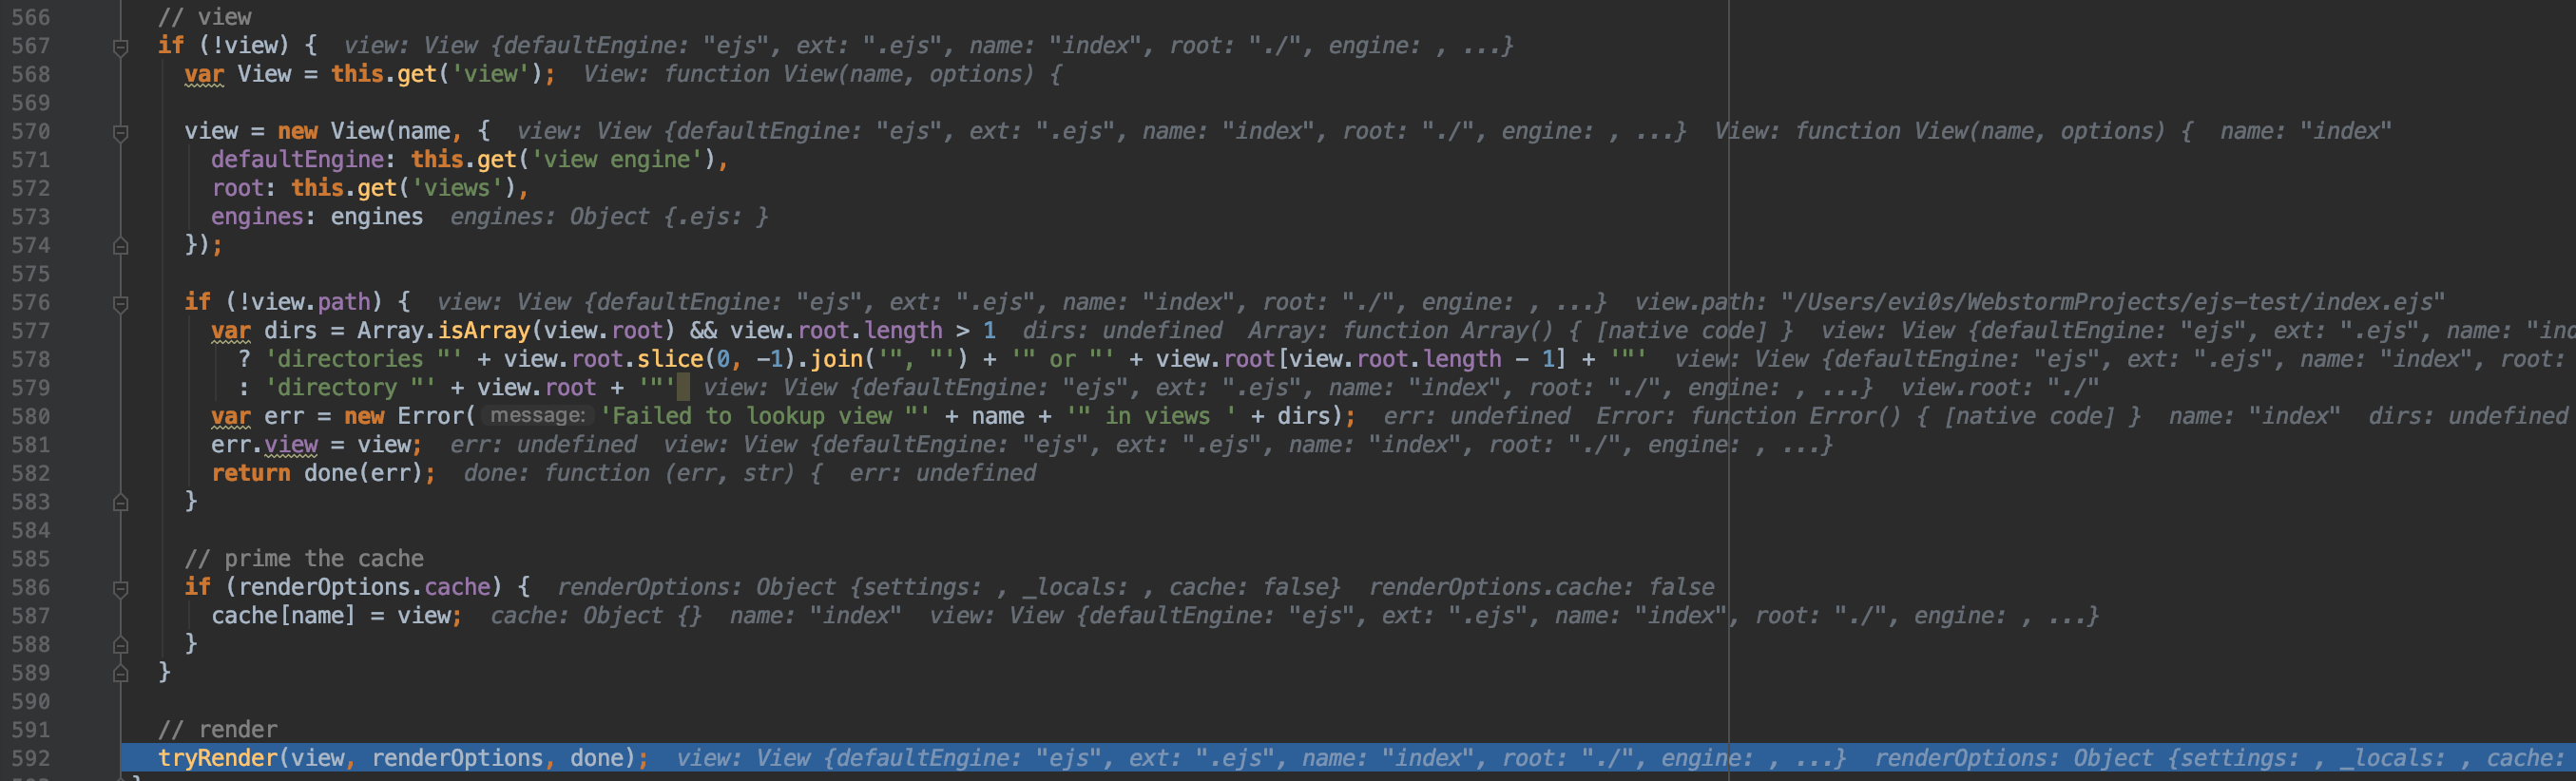 566 // view
567 if (!view) { view: View {defaultEngine: "ejs", ext: ".ejs", name: "index", root: "./", engine: , ...}
568 var View = this.get('view'); View: function View(name, options) {
569
570 view = new View(name, { view: View {defaultEngine: "ejs", ext: ".ejs", name: "index", root: "./", engine: , ...} View: function View(name, options) { name: "index"
571 defaultEngine: this.get('view engine'),
572 root: this.get('views'),
573 engines: engines engines: Object {.ejs: }
574 });
575
576 if (!view.path) { view: View {defaultEngine: "ejs", ext: ".ejs", name: "index", root: "./", engine: , ...} view.path: "/Users/evi0s/WebstormProjects/ejs-test/index.ejs"
577 var dirs = Array.isArray(view.root) && view.root.length > 1 dirs: undefined Array: function Array() { [native code] } view: View {defaultEngine: "ejs", ext: ".ejs", name: "ind
578 ? 'directories "' + view.root.slice(0, -1).join('", "') + '" or "' + view.root[view.root.length - 1] + '"' view: View {defaultEngine: "ejs", ext: ".ejs", name: "index", root:
579 : 'directory "' + view.root + '"' view: View {defaultEngine: "ejs", ext: ".ejs", name: "index", root: "./", engine: , ...} view.root: "./"
580 var err = new Error( message: 'Failed to lookup view "' + name + '" in views ' + dirs); err: undefined Error: function Error() { [native code] } name: "index" dirs: undefined
581 err.view = view; err: undefined view: View {defaultEngine: "ejs", ext: ".ejs", name: "index", root: "./", engine: , ...}
582 return done(err); done: function (err, str) { err: undefined
583 }
584
585 // prime the cache
586 if (renderOptions.cache) { renderOptions: Object {settings: , _locals: , cache: false} renderOptions.cache: false
587 cache[name] = view; cache: Object {} name: "index" view: View {defaultEngine: "ejs", ext: ".ejs", name: "index", root: "./", engine: , ...}
588 }
589 }
590
591 // render
592 tryRender(view, renderOptions, done); view: View {defaultEngine: "ejs", ext: ".ejs", name: "index", root: "./", engine: , ...} renderOptions: Object {settings: , _locals: , cache: